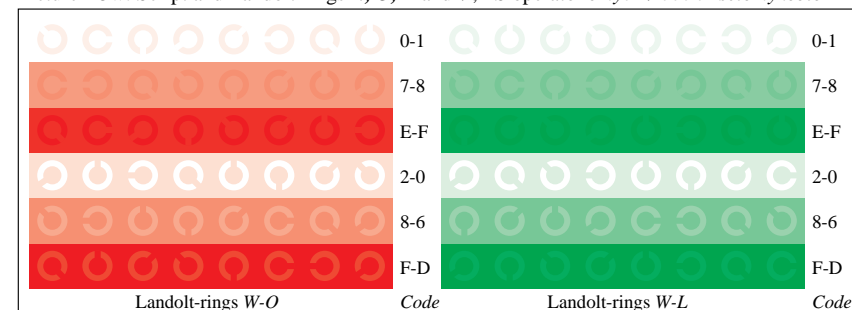 0-1 0-1
7-8 7-8
E-F E-F
2-0 2-0
8-6 8-6
F-D F-D
Landolt-rings W-O Code Landolt-rings W-L Code